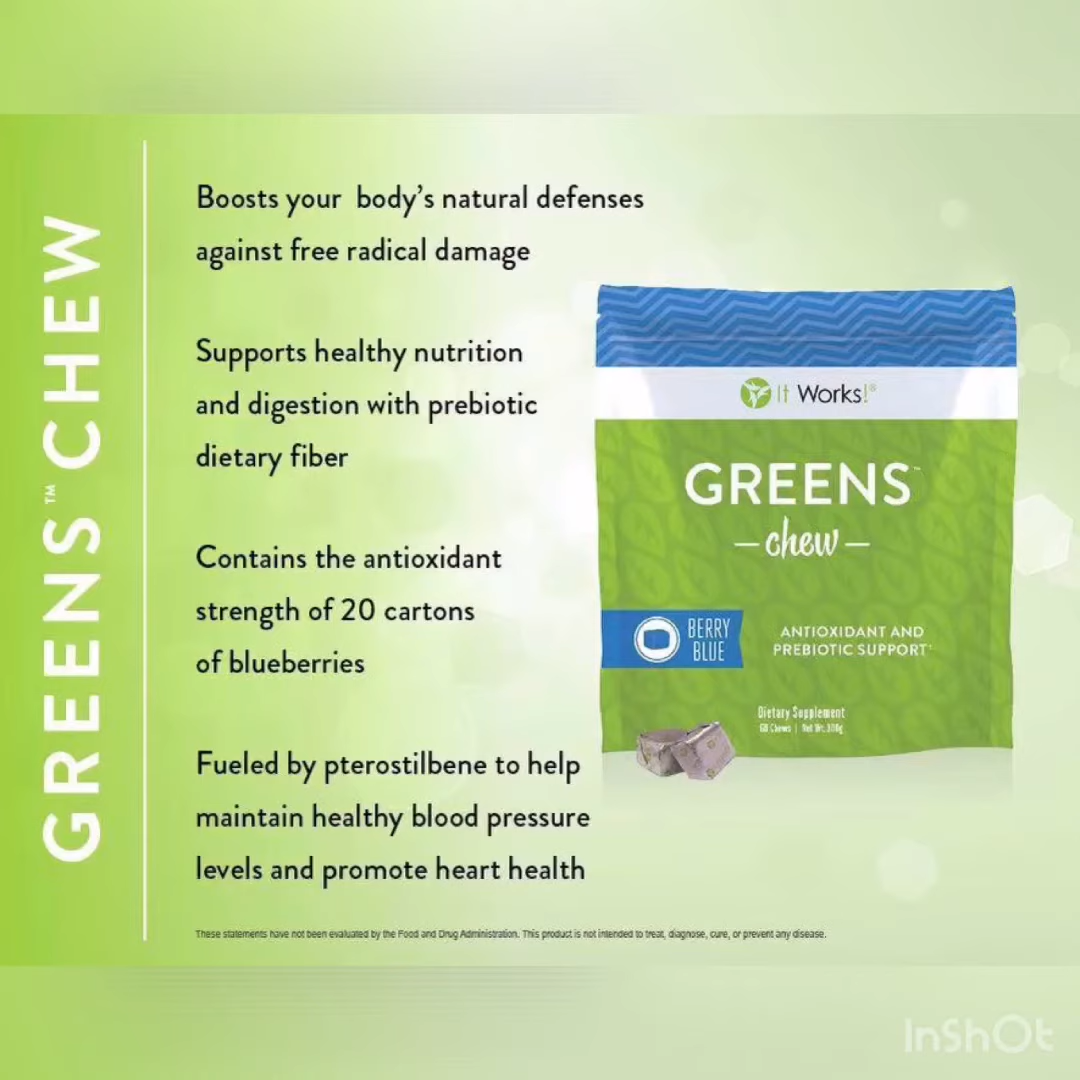 GREENS™ CHEW
Boosts your body's natural defenses
against free radical damage
Supports healthy nutrition
and digestion with prebiotic
dietary fiber
Contains the antioxidant
strength of 20 cartons
of blueberries
Fueled by pterostilbene to help
maintain healthy blood pressure
levels and promote heart health
These statements have not been evaluated by the Food and Drug Administration. This product is not intended to treat, diagnose, cure, or prevent any disease.
It Works!®
GREENS™
chew
BERRY
BLUE
ANTIOXIDANT AND
PREBIOTIC SUPPORT
Dietary Supplement
Chews | Net Wt.
InShOt